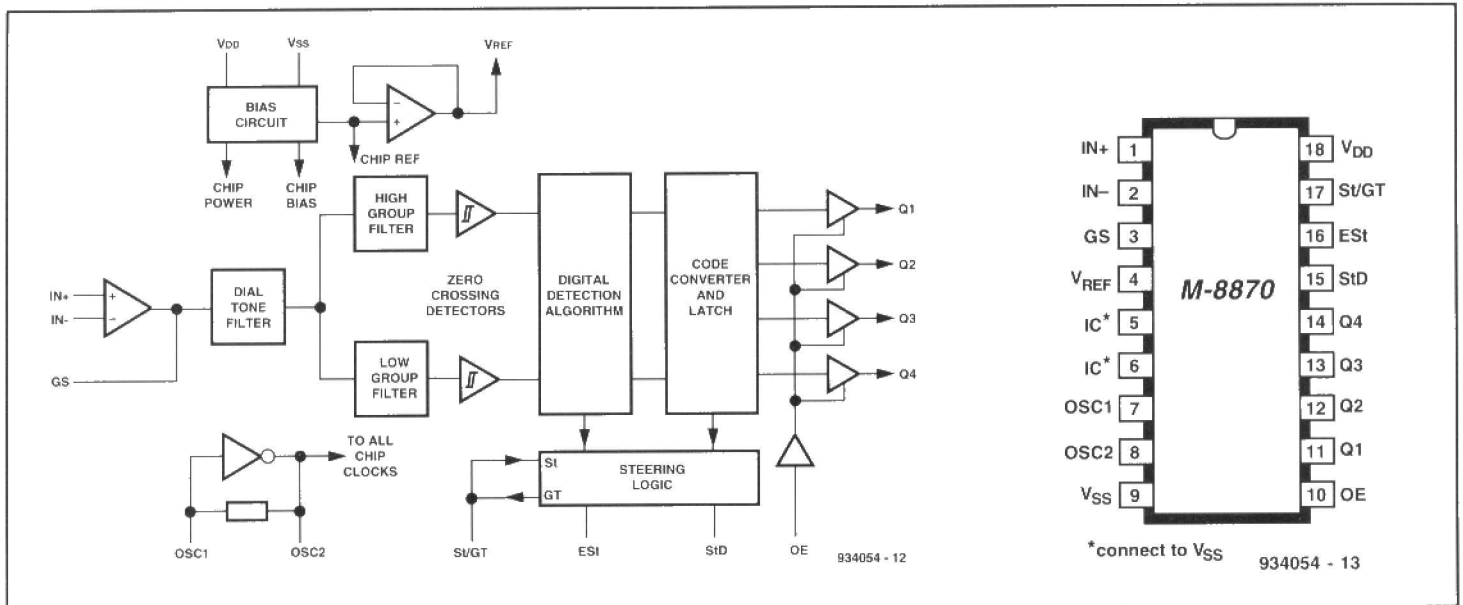 VDD
VSS
VREF
BIAS
CIRCUIT
CHIP REF
CHIP
POWER
CHIP
BIAS
HIGH
GROUP
FILTER
IN+
IN-
GS
+
−
−
+
DIAL
TONE
FILTER
ZERO
CROSSING
DETECTORS
LOW
GROUP
FILTER
DIGITAL
DETECTION
ALGORITHM
CODE
CONVERTER
AND
LATCH
Q1
Q2
Q3
Q4
TO ALL
CHIP
CLOCKS
OSC1
OSC2
St
GT
STEERING
LOGIC
St/GT
ESt
StD
OE
934054 - 12
IN+ 1
IN– 2
GS 3
VREF 4
IC* 5
IC* 6
OSC1 7
OSC2 8
VSS 9
M-8870
18 VDD
17 St/GT
16 ESt
15 StD
14 Q4
13 Q3
12 Q2
11 Q1
10 OE
*connect to VSS
934054 - 13